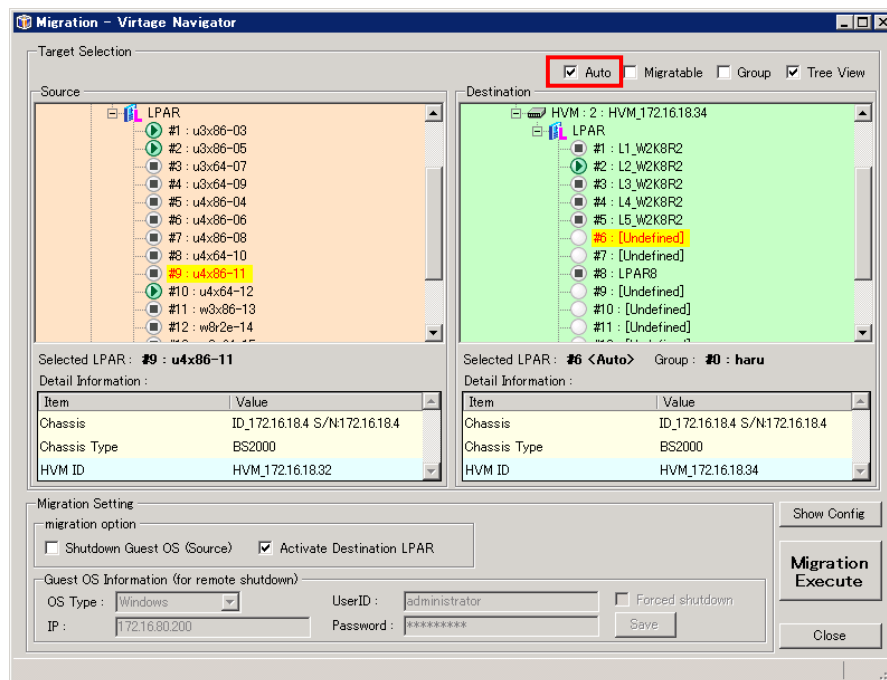 Migration - Virtage Navigator
Target Selection
Auto Migratable Group Tree View
Source
LPAR
#1 : u3x86-03
#2 : u3x86-05
#3 : u3x64-07
#4 : u3x64-09
#5 : u4x86-04
#6 : u4x86-06
#7 : u4x86-08
#8 : u4x64-10
#9 : u4x86-11
#10 : u4x64-12
#11 : w3x86-13
#12 : w8r2e-14
Selected LPAR : #9 : u4x86-11
Detail Information :
Item Value
Chassis ID_172.16.18.4 S/N:172.16.18.4
Chassis Type BS2000
HVM ID HVM_172.16.18.32
Destination
HVM : 2 : HVM_172.16.18.34
LPAR
#1 : L1_W2K8R2
#2 : L2_W2K8R2
#3 : L3_W2K8R2
#4 : L4_W2K8R2
#5 : L5_W2K8R2
#6 : [Undefined]
#7 : [Undefined]
#8 : LPAR8
#9 : [Undefined]
#10 : [Undefined]
#11 : [Undefined]
Selected LPAR : #6 <Auto> Group : #0 : haru
Detail Information :
Item Value
Chassis ID_172.16.18.4 S/N:172.16.18.4
Chassis Type BS2000
HVM ID HVM_172.16.18.34
Migration Setting
migration option
Shutdown Guest OS (Source) Activate Destination LPAR
Guest OS Information (for remote shutdown)
OS Type : Windows UserID : administrator Forced shutdown
IP : 172.16.80.200 Password : ********* Save
Show Config
Migration
Execute
Close